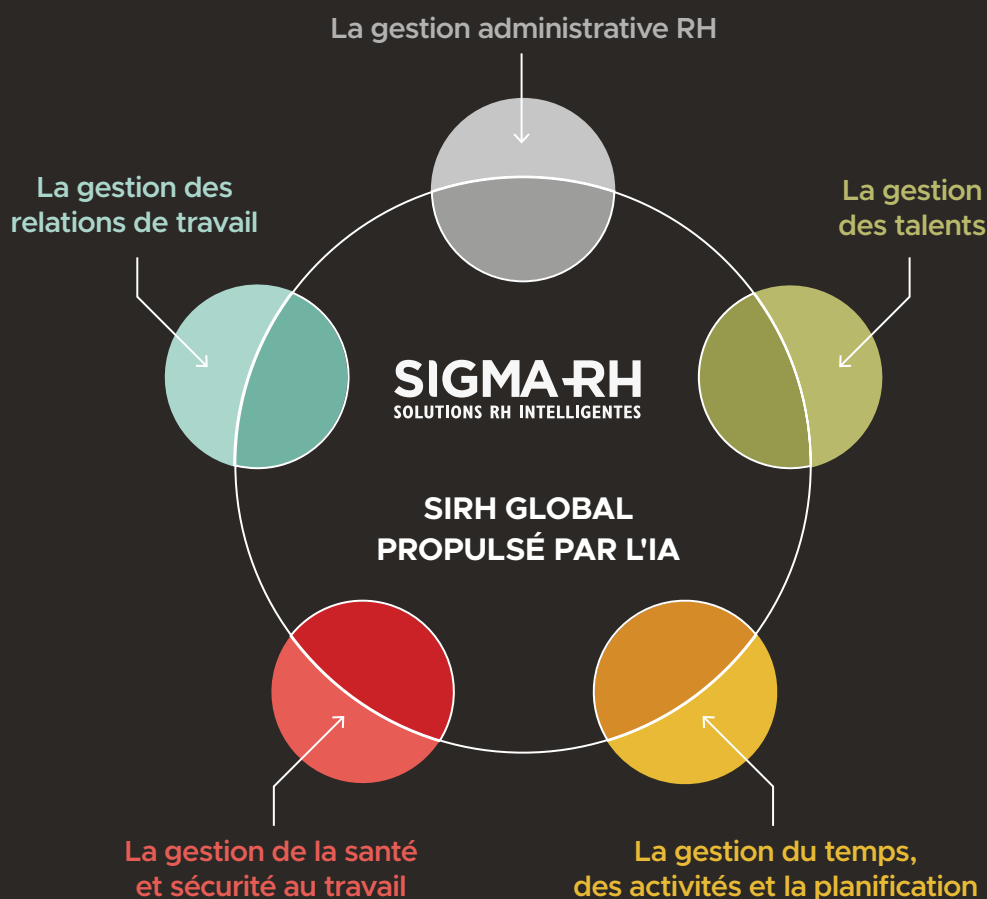 La gestion administrative RH
La gestion des
relations de travail
La gestion
des talents
SIGMA-RH
SOLUTIONS RH INTELLIGENTES
SIRH GLOBAL
PROPULSÉ PAR L'IA
La gestion de la santé
et sécurité au travail
La gestion du temps,
des activités et la planification